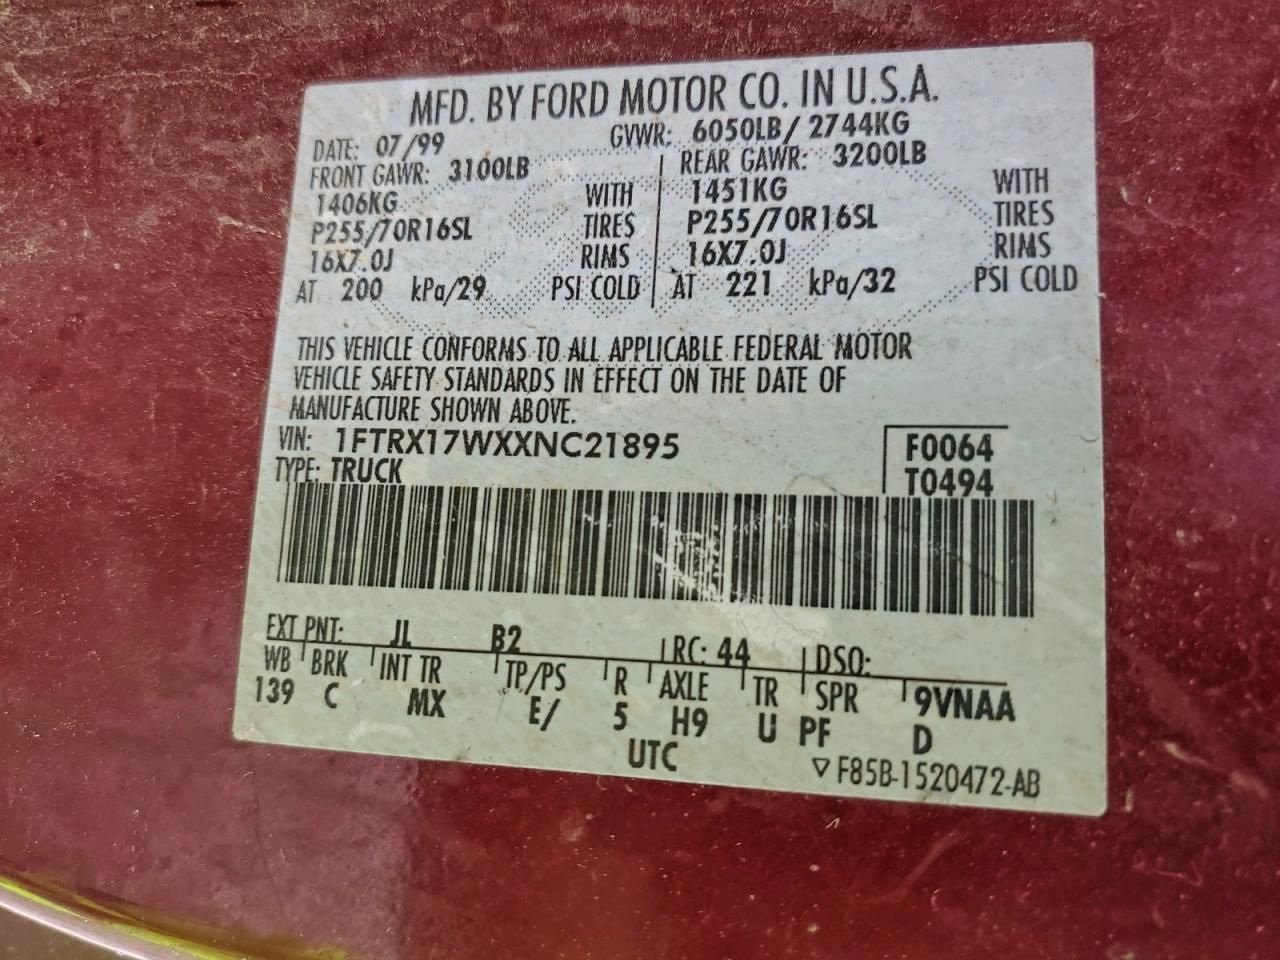 MFD. BY FORD MOTOR CO. IN U.S.A.
DATE: 07/99 GVWR: 6050LB/ 2744KG
FRONT GAWR: 3100LB REAR GAWR: 3200LB
1406KG WITH 1451KG WITH
P255/70R16SL TIRES P255/70R16SL TIRES
16X7.0J RIMS 16X7.0J RIMS
AT 200 kPa/29 PSI COLD AT 221 kPa/32 PSI COLD
THIS VEHICLE CONFORMS TO ALL APPLICABLE FEDERAL MOTOR
VEHICLE SAFETY STANDARDS IN EFFECT ON THE DATE OF
MANUFACTURE SHOWN ABOVE.
VIN: 1FTRX17WXXNC21895 F0064
TYPE: TRUCK T0494
EXT PNT: JL B2 RC: 44 DSO:
WB BRK INT TR TP/PS R AXLE TR SPR 9VNAA
139 C MX E/ 5 H9 U PF D
UTC ▽F85B-1520472-AB